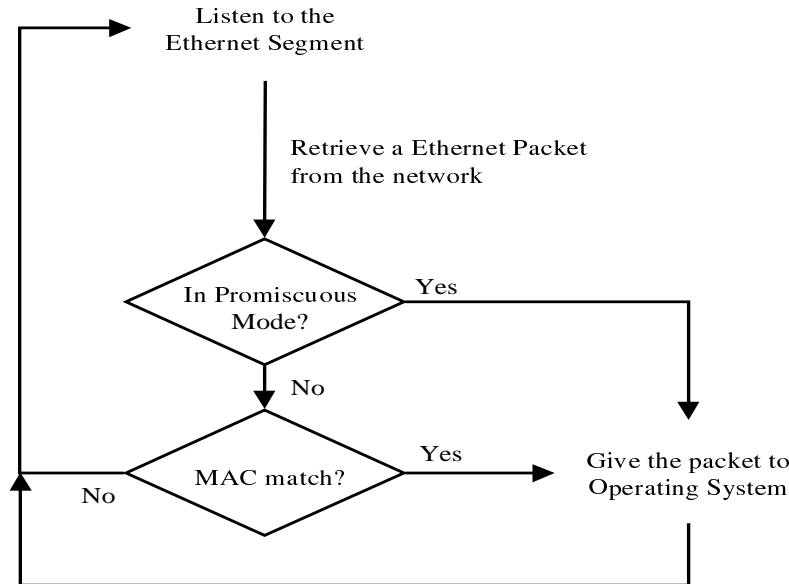 Listen to the
Ethernet Segment
Retrieve a Ethernet Packet
from the network
In Promiscuous
Mode?
Yes
No
MAC match?
Yes
No
Give the packet to
Operating System